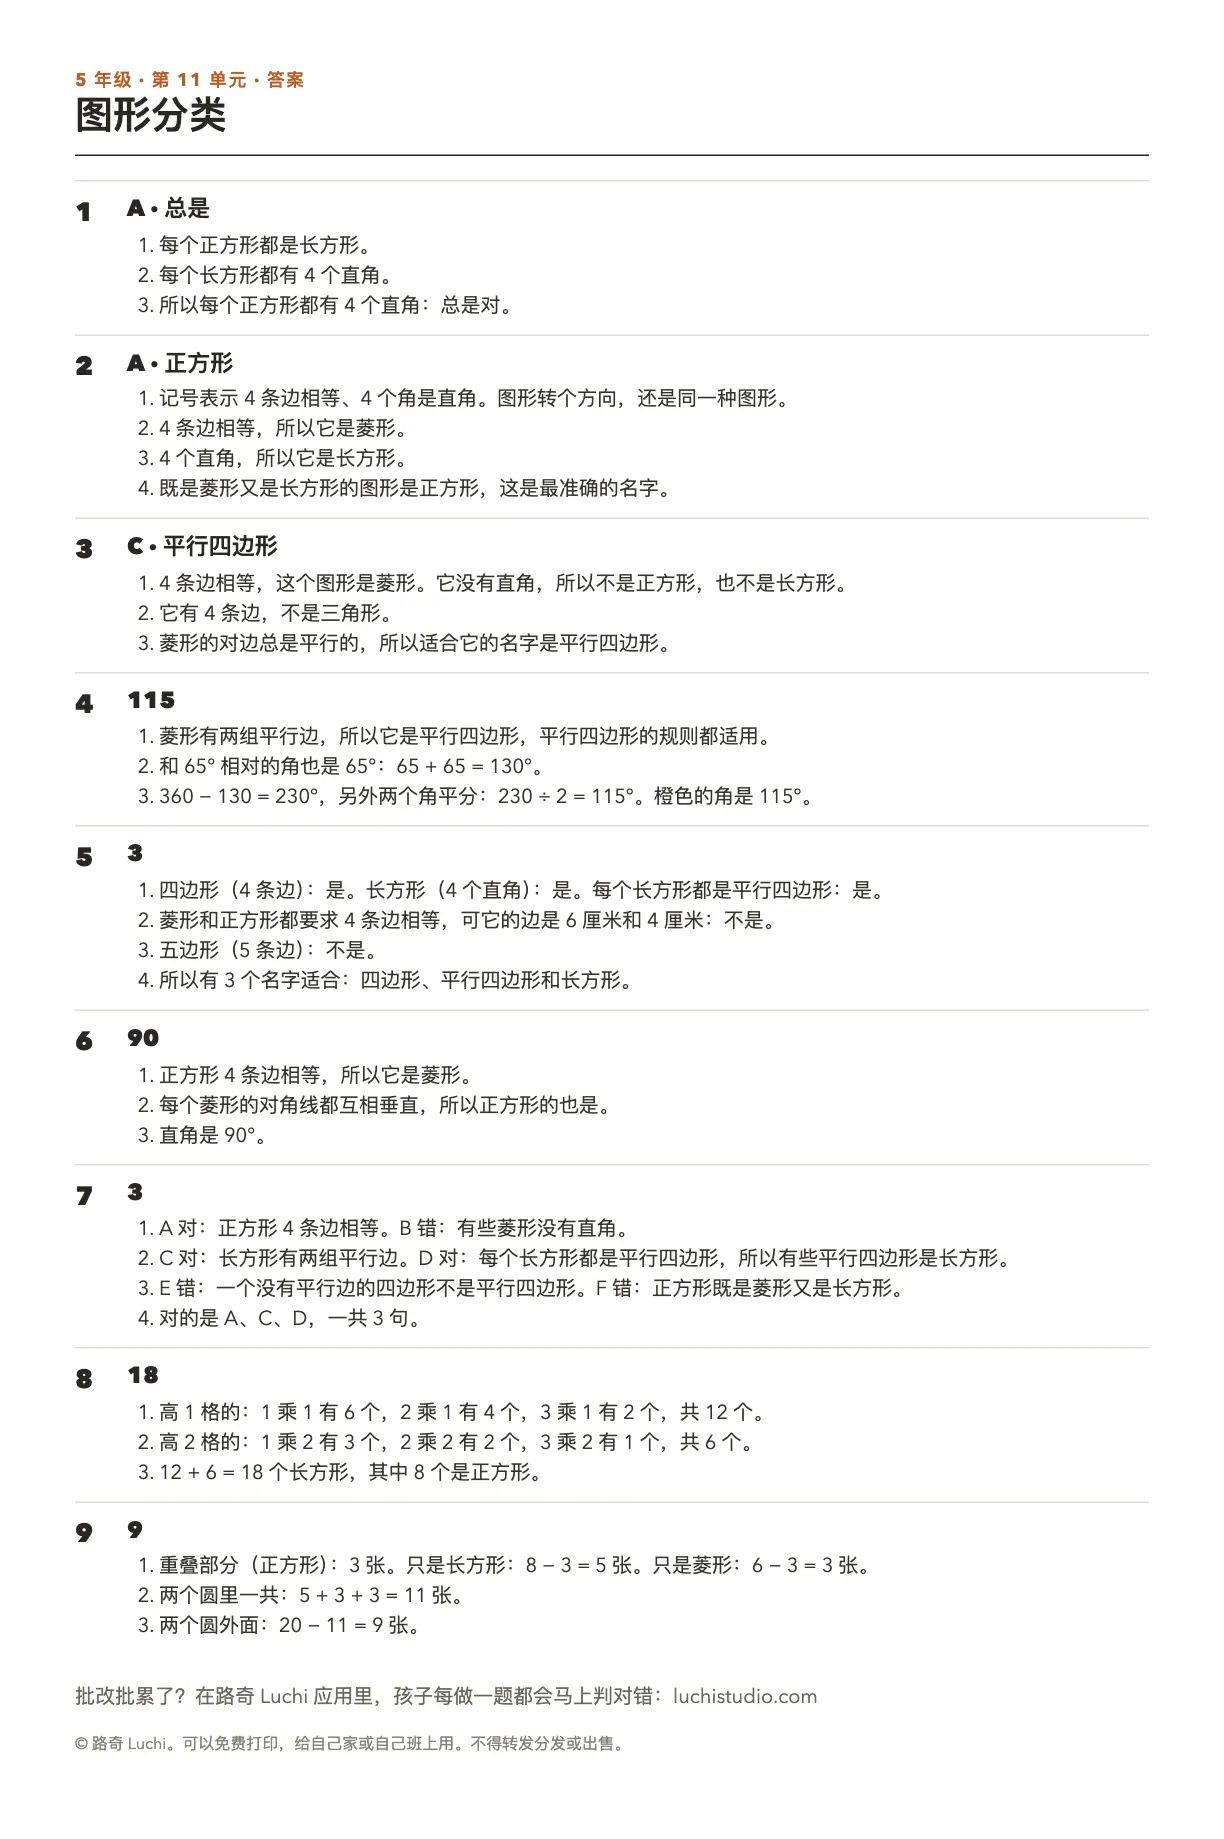 5 年级 · 第 11 单元 · 答案
图形分类
1 A · 总是
1. 每个正方形都是长方形。
2. 每个长方形都有 4 个直角。
3. 所以每个正方形都有 4 个直角：总是对。
2 A · 正方形
1. 记号表示 4 条边相等、4 个角是直角。图形转个方向，还是同一种图形。
2. 4 条边相等，所以它是菱形。
3. 4 个直角，所以它是长方形。
4. 既是菱形又是长方形的图形是正方形，这是最准确的名字。
3 C · 平行四边形
1. 4 条边相等，这个图形是菱形。它没有直角，所以不是正方形，也不是长方形。
2. 它有 4 条边，不是三角形。
3. 菱形的对边总是平行的，所以适合它的名字是平行四边形。
4 115
1. 菱形有两组平行边，所以它是平行四边形，平行四边形的规则都适用。
2. 和 65° 相对的角也是 65°：65 + 65 = 130°。
3. 360 − 130 = 230°，另外两个角平分：230 ÷ 2 = 115°。橙色的角是 115°。
5 3
1. 四边形（4 条边）：是。长方形（4 个直角）：是。每个长方形都是平行四边形：是。
2. 菱形和正方形都要求 4 条边相等，可它的边是 6 厘米和 4 厘米：不是。
3. 五边形（5 条边）：不是。
4. 所以有 3 个名字适合：四边形、平行四边形和长方形。
6 90
1. 正方形 4 条边相等，所以它是菱形。
2. 每个菱形的对角线都互相垂直，所以正方形的也是。
3. 直角是 90°。
7 3
1. A 对：正方形 4 条边相等。B 错：有些菱形没有直角。
2. C 对：长方形有两组平行边。D 对：每个长方形都是平行四边形，所以有些平行四边形是长方形。
3. E 错：一个没有平行边的四边形不是平行四边形。F 错：正方形既是菱形又是长方形。
4. 对的是 A、C、D，一共 3 句。
8 18
1. 高 1 格的：1 乘 1 有 6 个，2 乘 1 有 4 个，3 乘 1 有 2 个，共 12 个。
2. 高 2 格的：1 乘 2 有 3 个，2 乘 2 有 2 个，3 乘 2 有 1 个，共 6 个。
3. 12 + 6 = 18 个长方形，其中 8 个是正方形。
9 9
1. 重叠部分（正方形）：3 张。只是长方形：8 − 3 = 5 张。只是菱形：6 − 3 = 3 张。
2. 两个圆里一共：5 + 3 + 3 = 11 张。
3. 两个圆外面：20 − 11 = 9 张。
批改批累了？在路奇 Luchi 应用里，孩子每做一题都会马上判对错：luchistudio.com
© 路奇 Luchi。可以免费打印，给自己家或自己班上用。不得转发分发或出售。